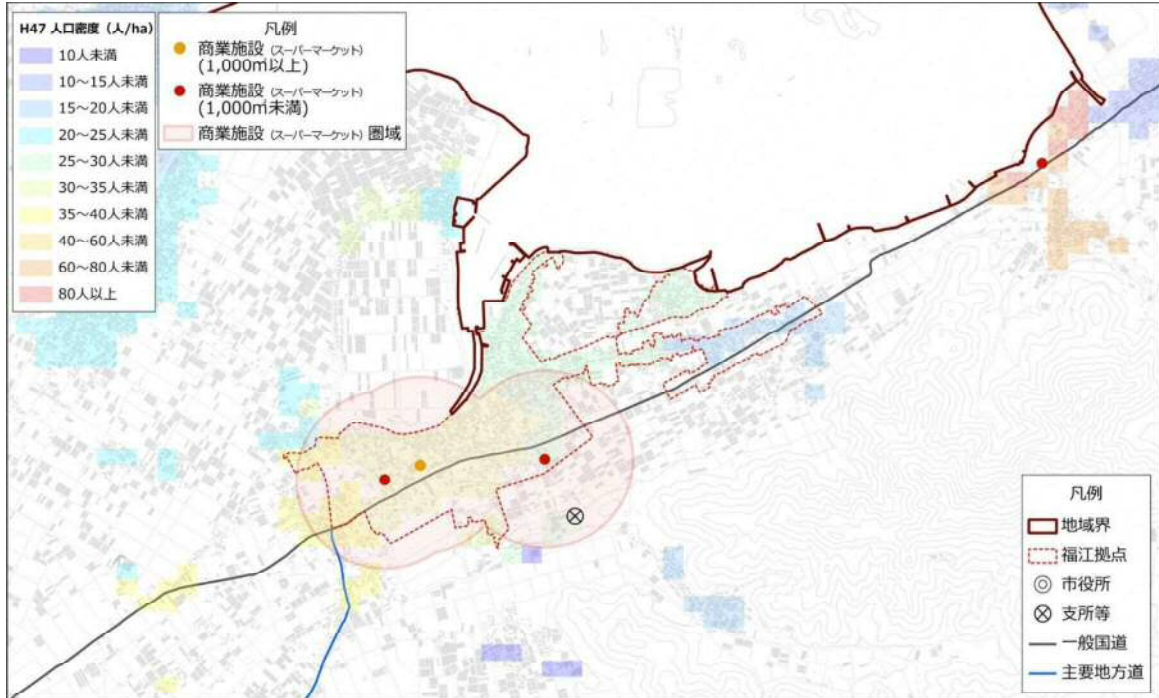 H47 人口密度（人/ha）
10人未満
10～15人未満
15～20人未満
20～25人未満
25～30人未満
30～35人未満
35～40人未満
40～60人未満
60～80人未満
80人以上
凡例
商業施設（スーパーマーケット）
(1,000㎡以上)
商業施設（スーパーマーケット）
(1,000㎡未満)
商業施設（スーパーマーケット）圏域
凡例
地域界
福江拠点
市役所
支所等
一般国道
主要地方道